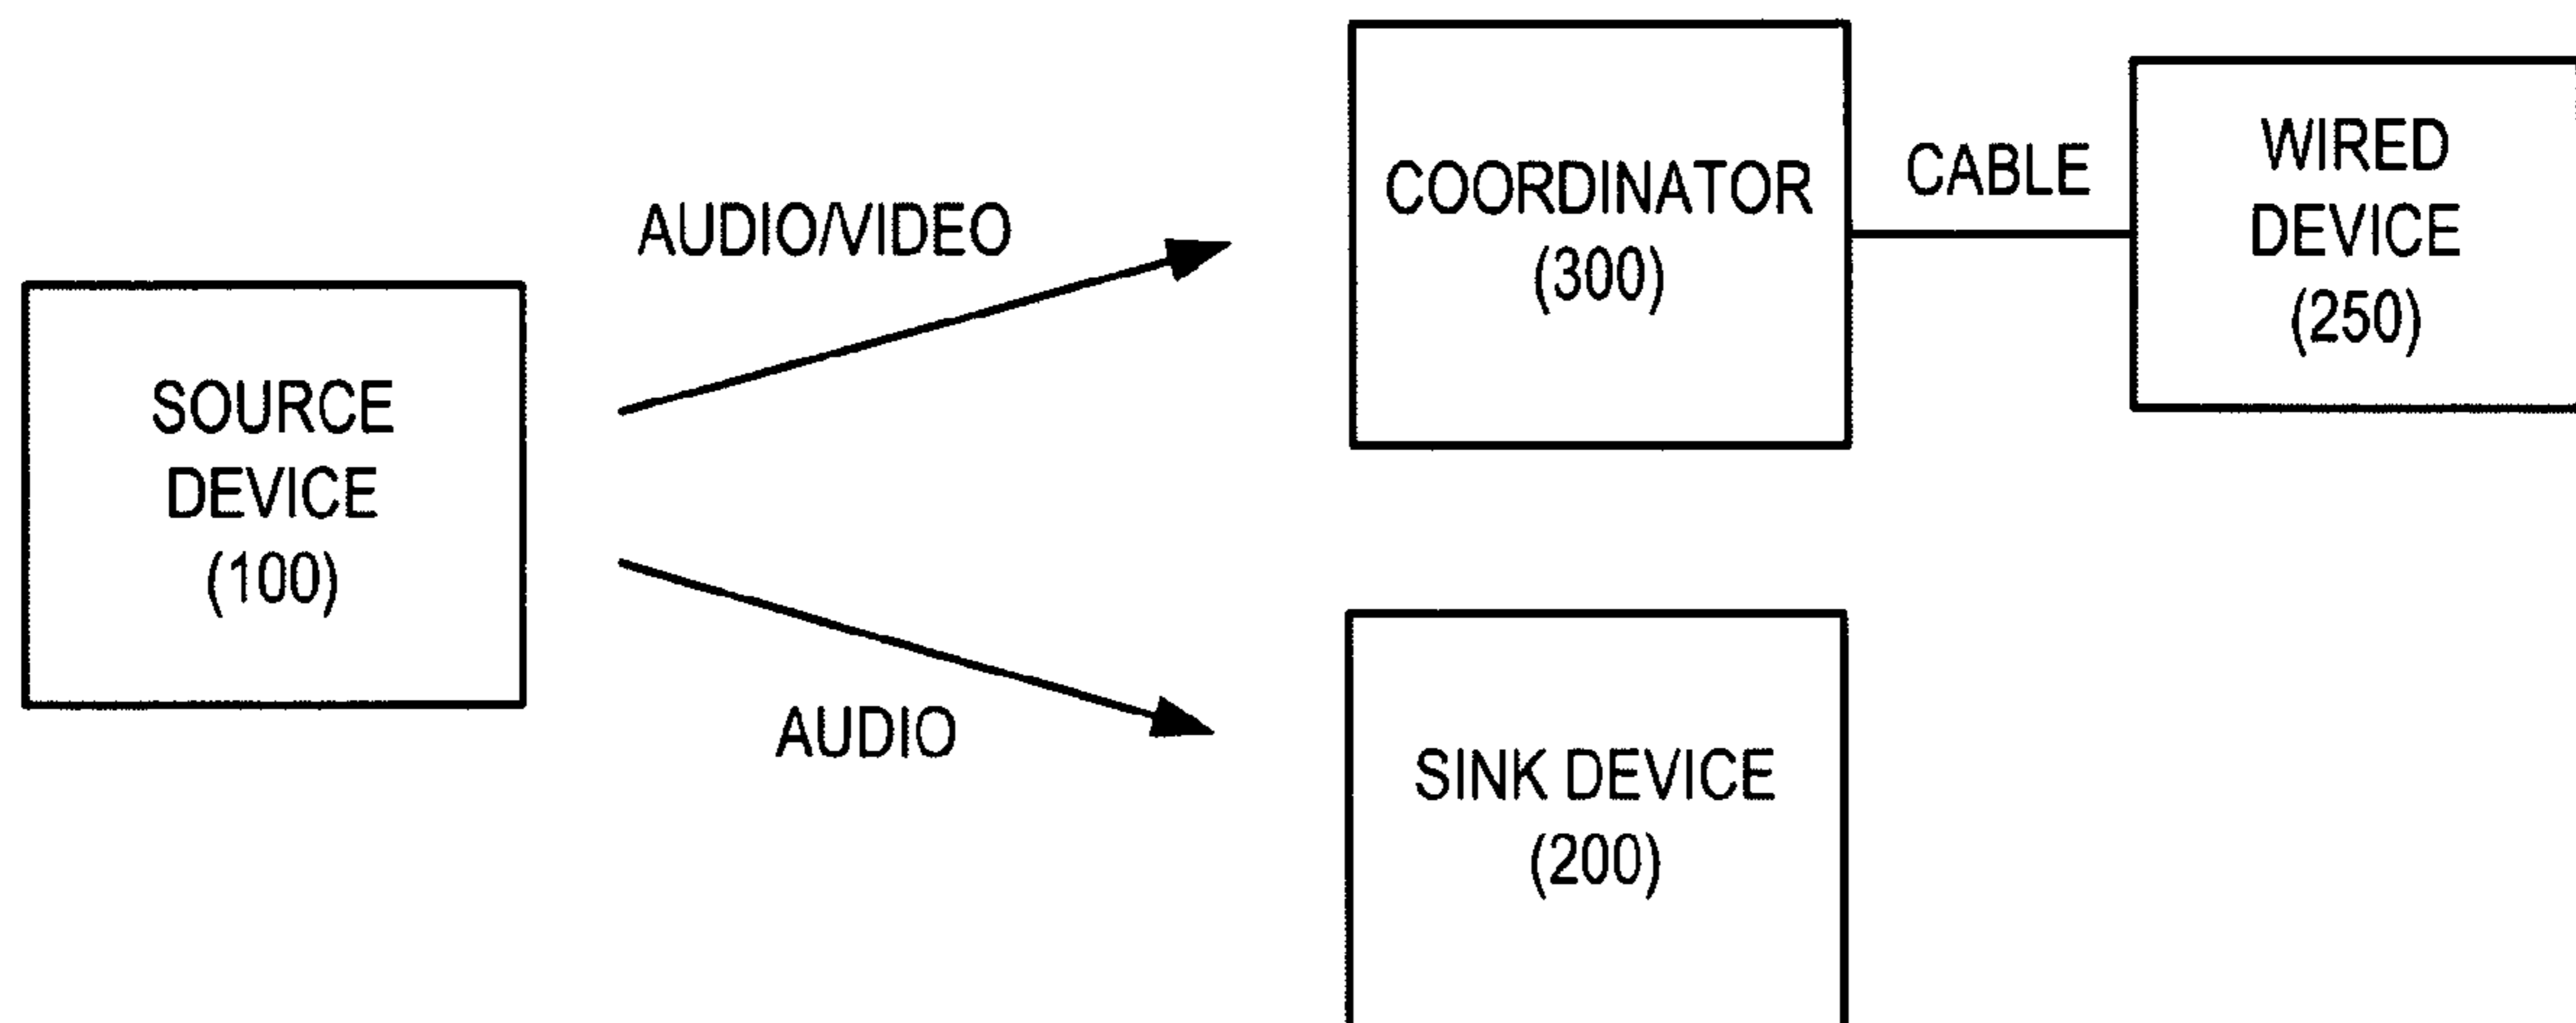 SOURCE
DEVICE
(100)
AUDIO/VIDEO
AUDIO
COORDINATOR
(300)
CABLE
WIRED
DEVICE
(250)
SINK DEVICE
(200)